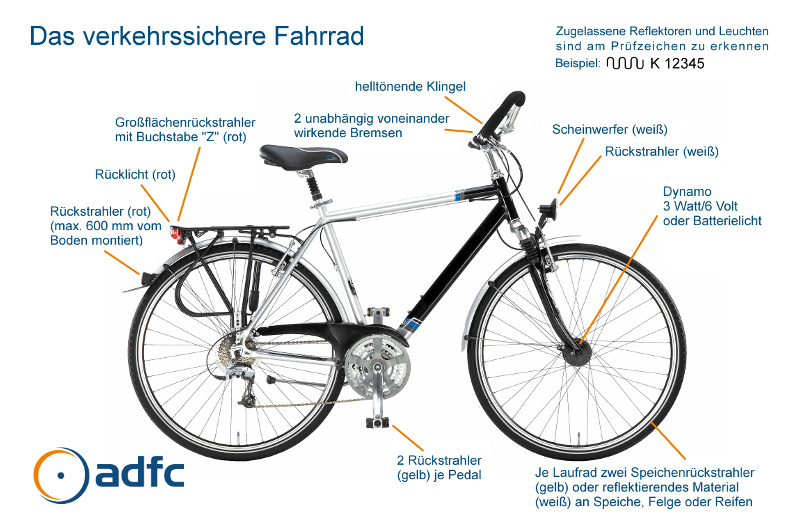 Das verkehrssichere Fahrrad
Zugelassene Reflektoren und Leuchten
sind am Prüfzeichen zu erkennen
Beispiel: K 12345
helltönende Klingel
2 unabhängig voneinander
wirkende Bremsen
Großflächenrückstrahler
mit Buchstabe "Z" (rot)
Rücklicht (rot)
Rückstrahler (rot)
(max. 600 mm vom
Boden montiert)
Scheinwerfer (weiß)
Rückstrahler (weiß)
Dynamo
3 Watt/6 Volt
oder Batterielicht
2 Rückstrahler
(gelb) je Pedal
Je Laufrad zwei Speichenrückstrahler
(gelb) oder reflektierendes Material
(weiß) an Speiche, Felge oder Reifen
adfc